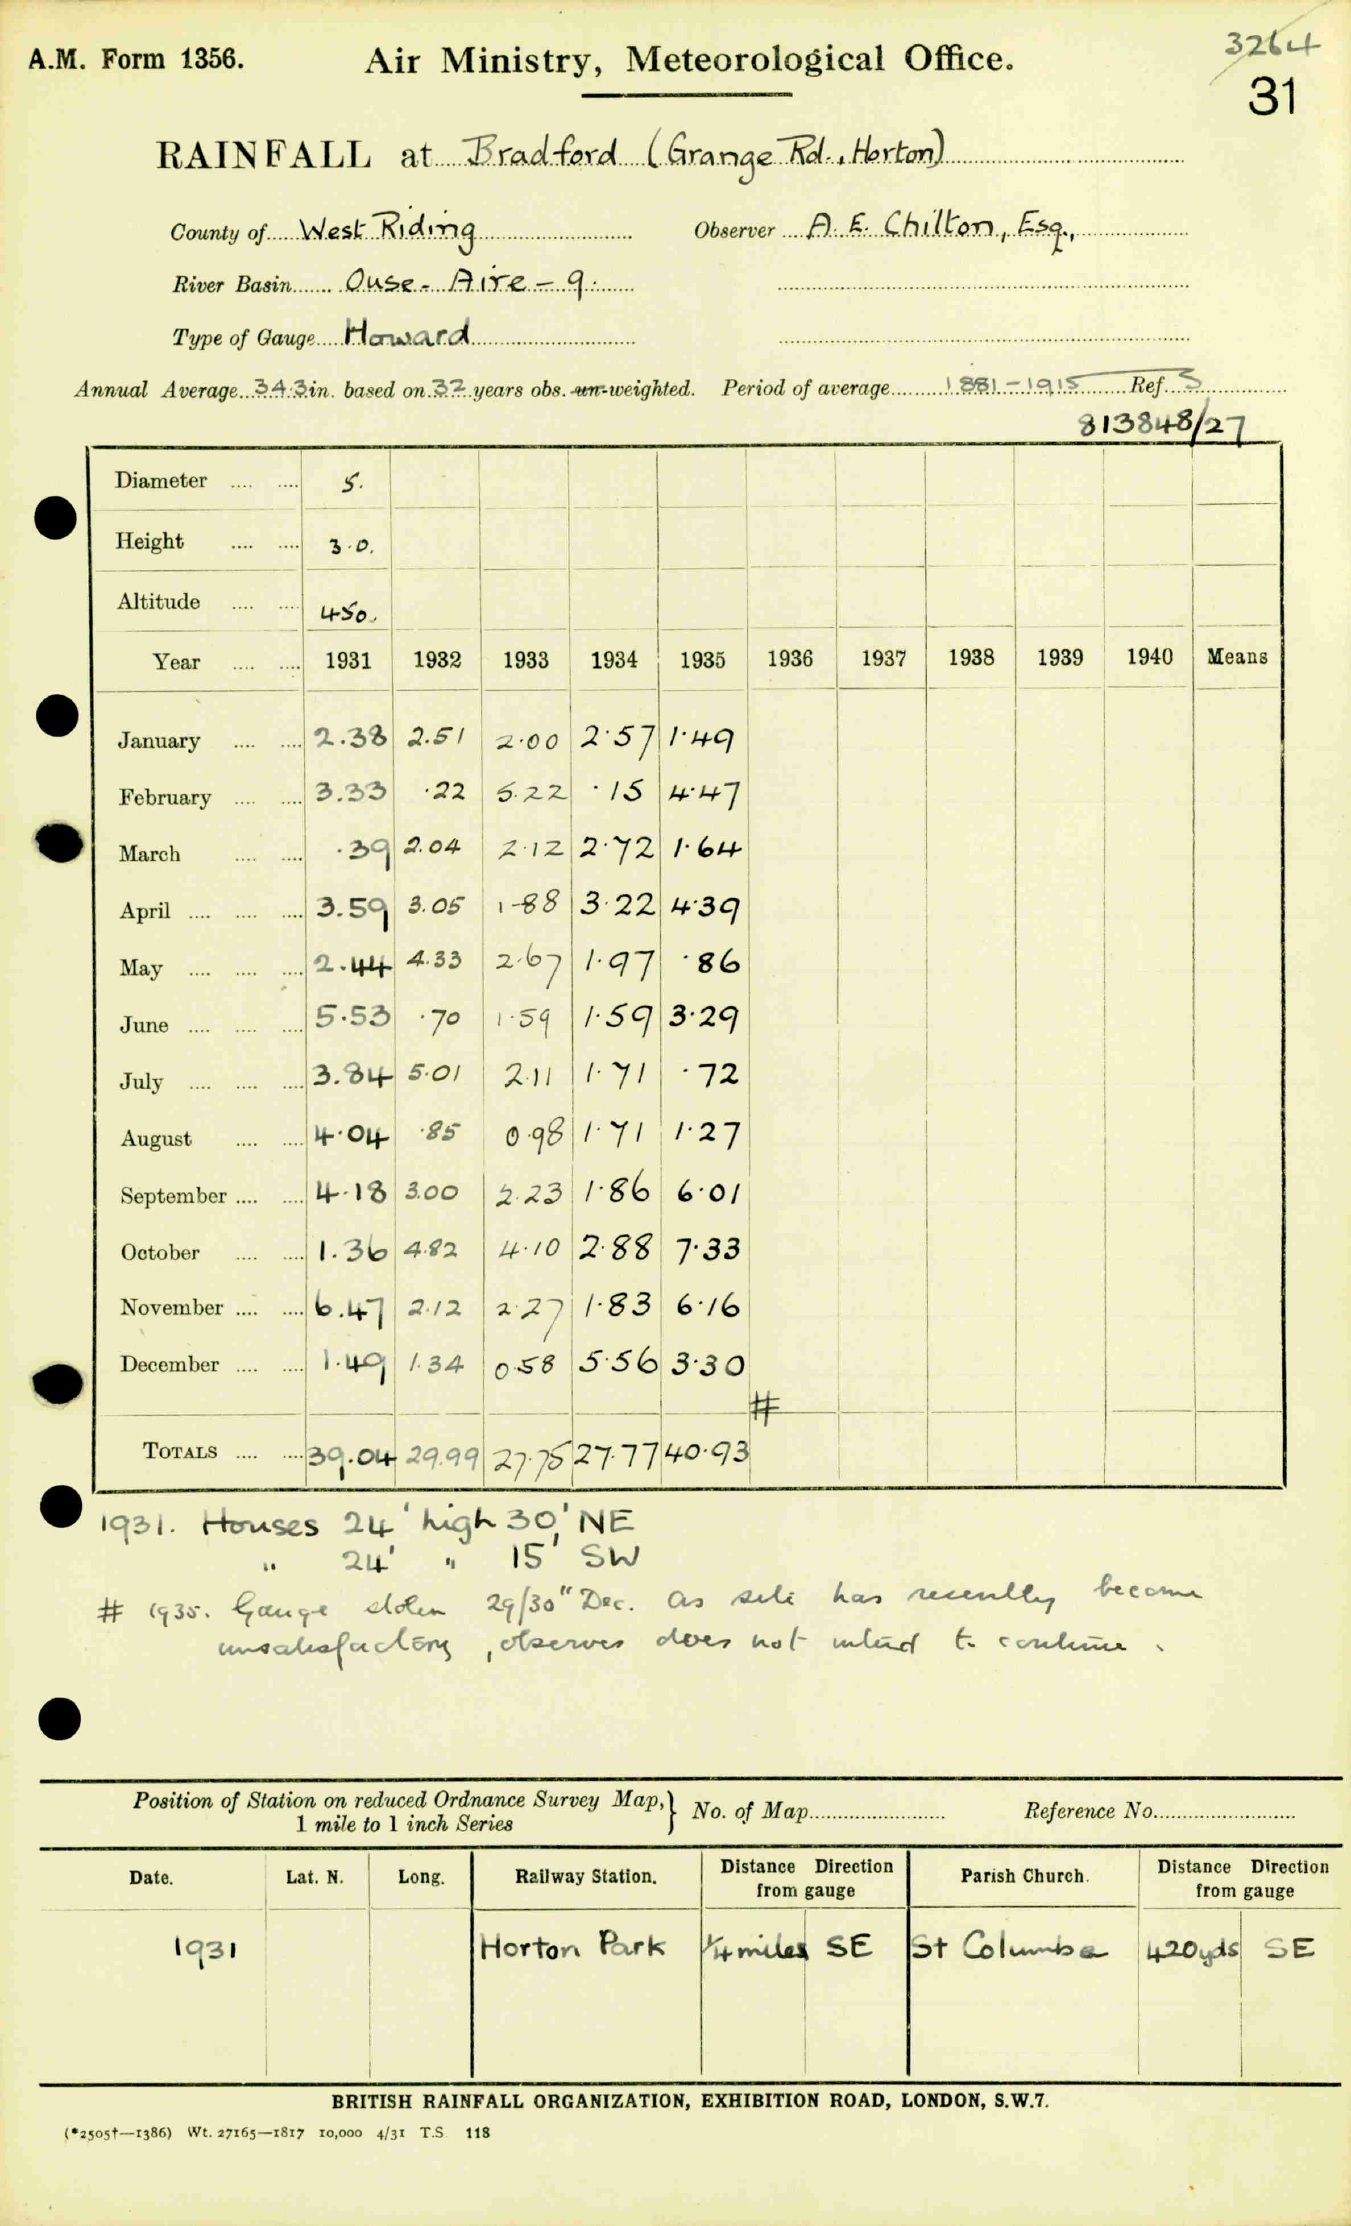 3264
A.M. Form 1356. Air Ministry, Meteorological Office.
31
RAINFALL at Bradford (Grange Rd., Horton)
County of West Riding Observer A. E. Chilton, Esq.,
River Basin Ouse - Aire - 9.
Type of Gauge Howard
Annual Average 34.3 in. based on 32 years obs. un-weighted. Period of average 1881-1915 Ref. S
813848/27
Diameter .... .... 5.
Height .... .... 3.0.
Altitude .... .... 450.
Year .... .... 1931 1932 1933 1934 1935 1936 1937 1938 1939 1940 Means
January .... .... 2.38 2.51 2.00 2.57 1.49
February .... .... 3.33 .22 5.22 .15 4.47
March .... .... .39 2.04 2.12 2.72 1.64
April .... .... .... 3.59 3.05 1.88 3.22 4.39
May .... .... .... 2.44 4.33 2.67 1.97 .86
June .... .... .... 5.53 .70 1.59 1.59 3.29
July .... .... .... 3.84 5.01 2.11 1.71 .72
August .... .... 4.04 .85 0.98 1.71 1.27
September .... .... 4.18 3.00 2.23 1.86 6.01
October .... .... 1.36 4.82 4.10 2.88 7.33
November .... .... 6.47 2.12 2.27 1.83 6.16
December .... .... 1.49 1.34 0.58 5.56 3.30
#
TOTALS .... .... 39.04 29.99 27.75 27.77 40.93
1931. Houses 24' high 30,' NE
" 24' " 15' SW
# 1935. Gauge stolen 29/30" Dec. As site has recently become
unsatisfactory, observer does not intend to continue.
Position of Station on reduced Ordnance Survey Map, } No. of Map Reference No.
1 mile to 1 inch Series
Date. Lat. N. Long. Railway Station. Distance Direction from gauge Parish Church. Distance Direction from gauge
1931 Horton Park 1/4 miles SE St Columba 420yds SE
BRITISH RAINFALL ORGANIZATION, EXHIBITION ROAD, LONDON, S.W.7.
(*2505†—1386) Wt. 27165—1817 10,000 4/31 T.S. 118